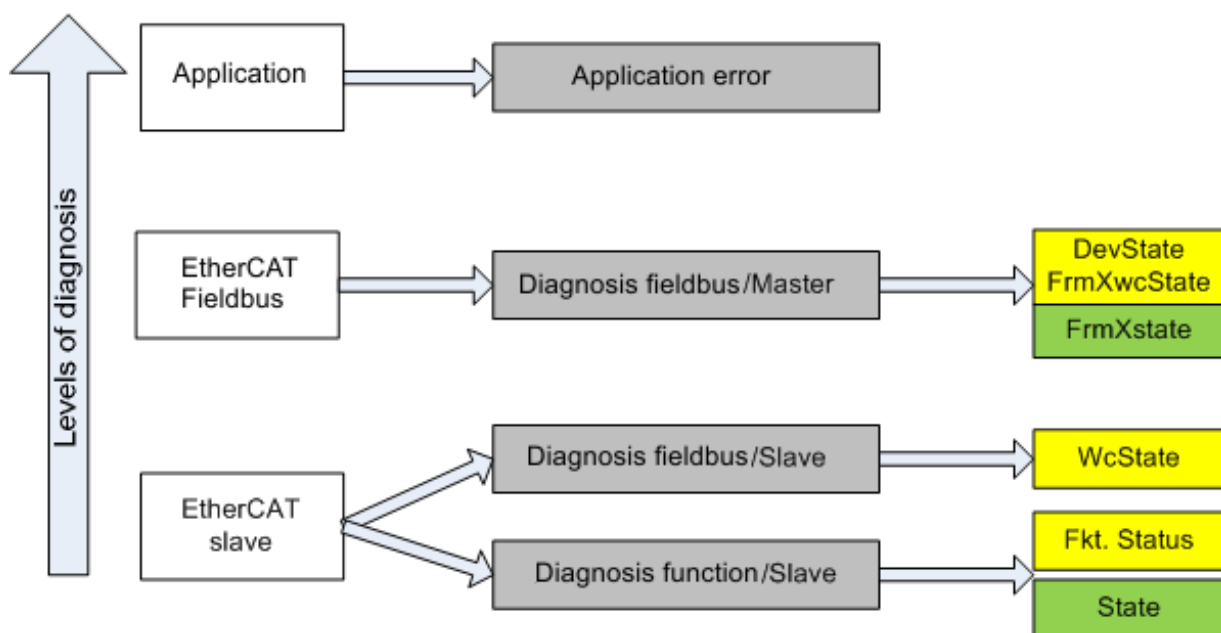 Levels of diagnosis
Application
Application error
EtherCAT
Fieldbus
Diagnosis fieldbus/Master
DevState
FrmXwcState
FrmXstate
EtherCAT
slave
Diagnosis fieldbus/Slave
WcState
Diagnosis function/Slave
Fkt. Status
State